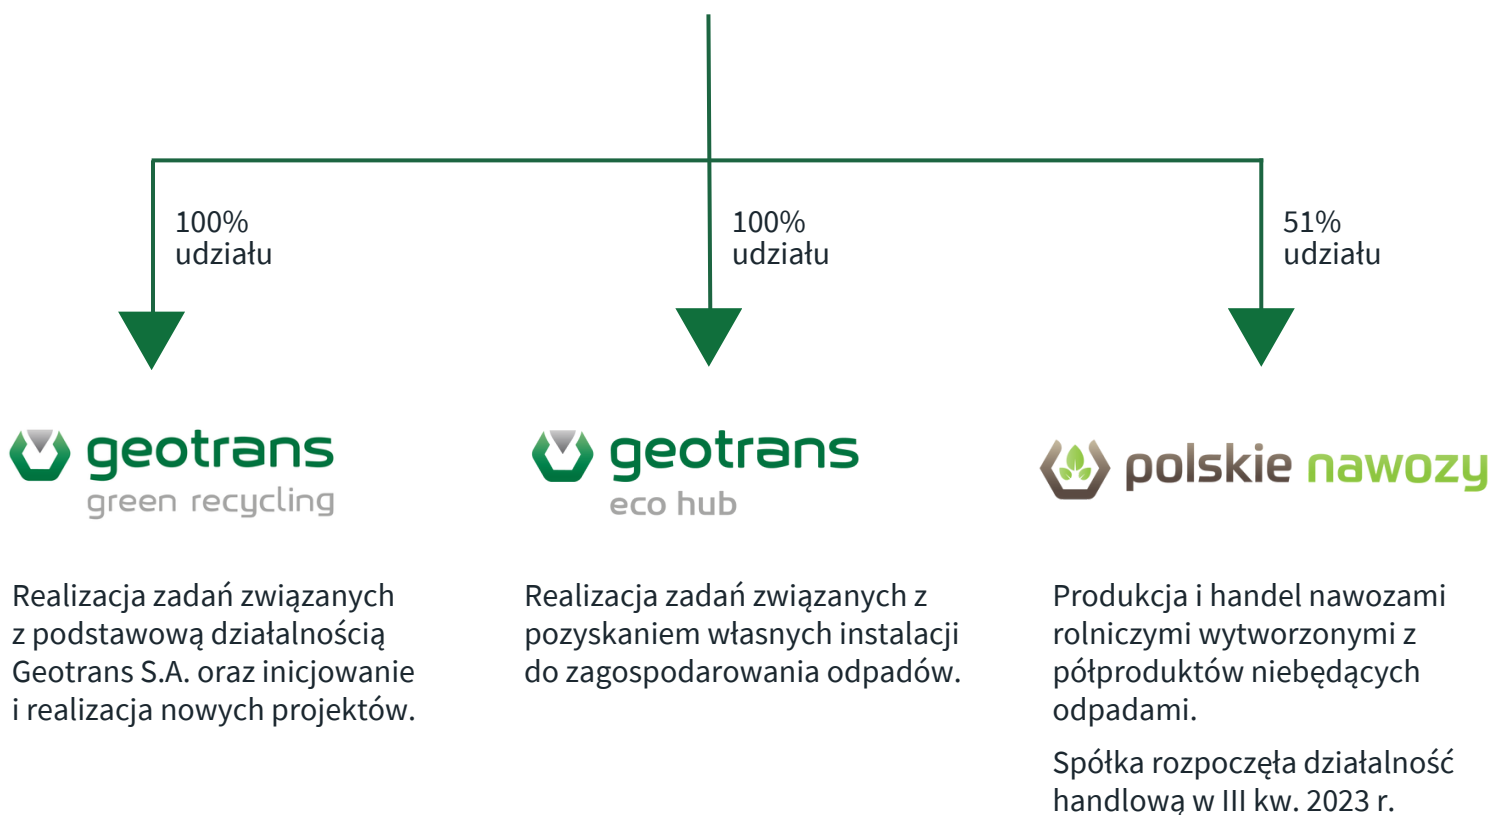 100%
udziału
100%
udziału
51%
udziału
geotrans
green recycling
geotrans
eco hub
polskie nawozy
Realizacja zadań związanych
z podstawową działalnością
Geotrans S.A. oraz inicjowanie
i realizacja nowych projektów.
Realizacja zadań związanych z
pozyskaniem własnych instalacji
do zagospodarowania odpadów.
Produkcja i handel nawozami
rolniczymi wytworzonymi z
półproduktów niebędących
odpadami.
Spółka rozpoczęła działalność
handlową w III kw. 2023 r.